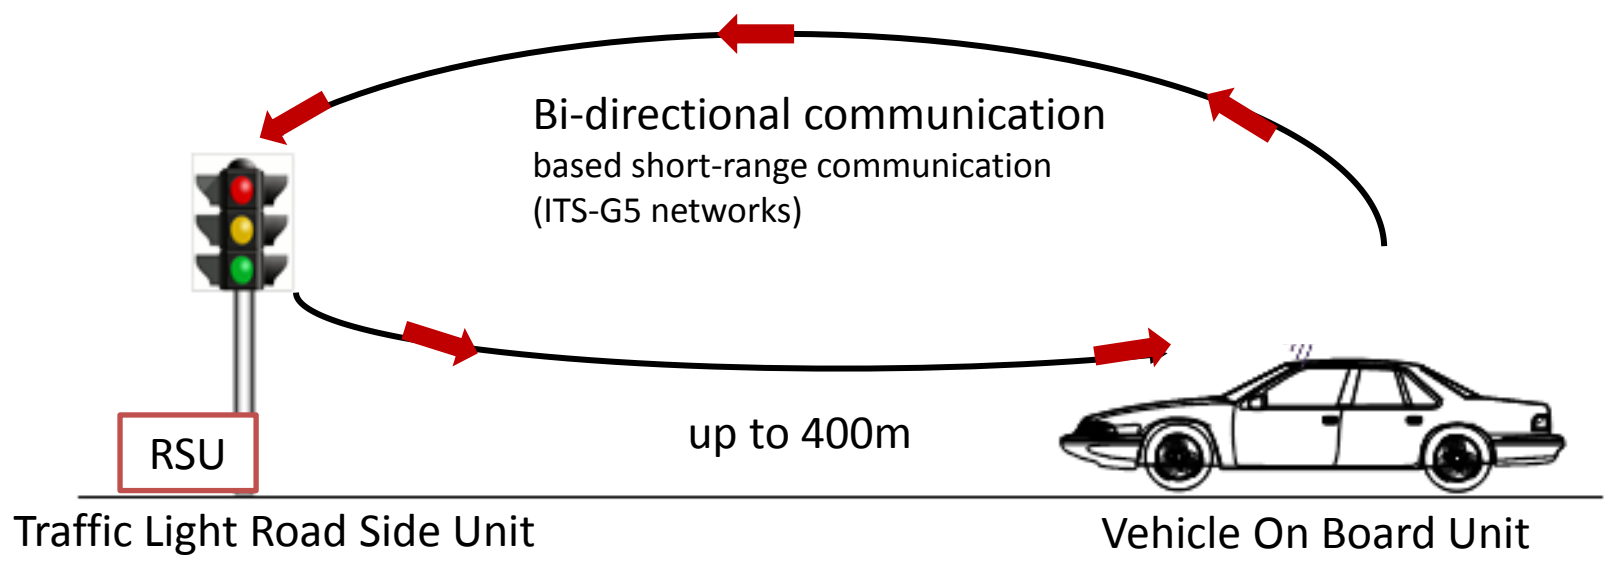 Bi-directional communication
based short-range communication
(ITS-G5 networks)
up to 400m
RSU
Traffic Light Road Side Unit
Vehicle On Board Unit